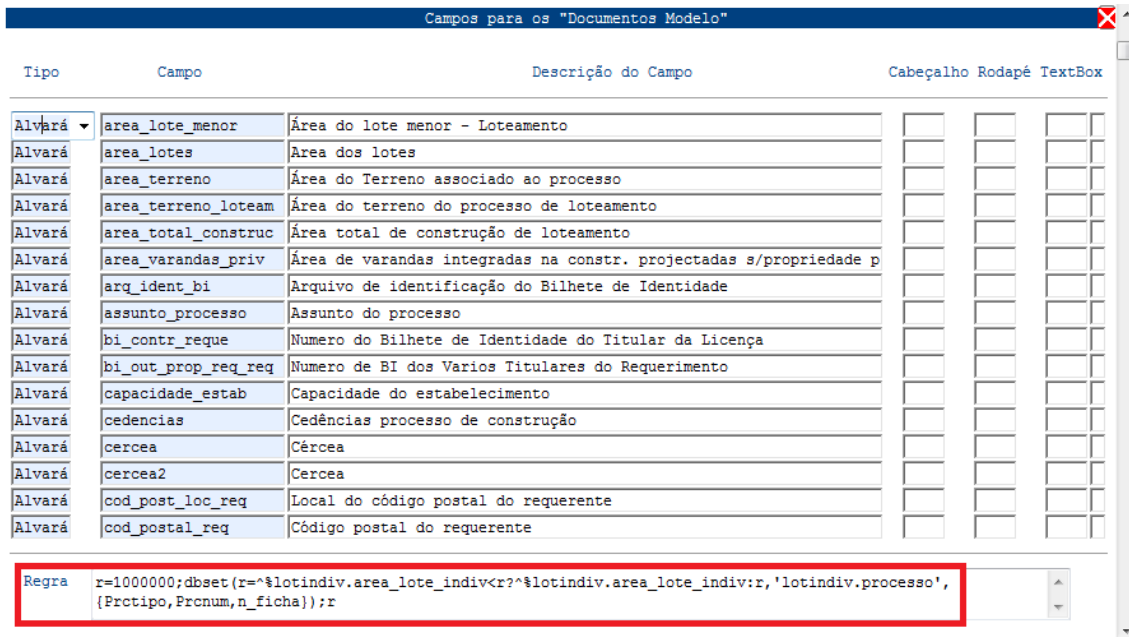 Campos para os "Documentos Modelo"
Tipo Campo Descrição do Campo Cabeçalho Rodapé TextBox
Alvará area_lote_menor Área do lote menor - Loteamento
Alvará area_lotes Area dos lotes
Alvará area_terreno Área do Terreno associado ao processo
Alvará area_terreno_loteam Área do terreno do processo de loteamento
Alvará area_total_construc Área total de construção de loteamento
Alvará area_varandas_priv Área de varandas integradas na constr. projectadas s/propriedade p
Alvará arq_ident_bi Arquivo de identificação do Bilhete de Identidade
Alvará assunto_processo Assunto do processo
Alvará bi_contr_reque Numero do Bilhete de Identidade do Titular da Licença
Alvará bi_out_prop_req_req Numero de BI dos Varios Titulares do Requerimento
Alvará capacidade_estab Capacidade do estabelecimento
Alvará cedencias Cedências processo de construção
Alvará cercea Cércea
Alvará cercea2 Cercea
Alvará cod_post_loc_req Local do código postal do requerente
Alvará cod_postal_req Código postal do requerente
Regra r=1000000;dbset(r=^%lotindiv.area_lote_indiv<r?^%lotindiv.area_lote_indiv:r,'lotindiv.processo',
{Prctipo,Prcnum,n_ficha});r